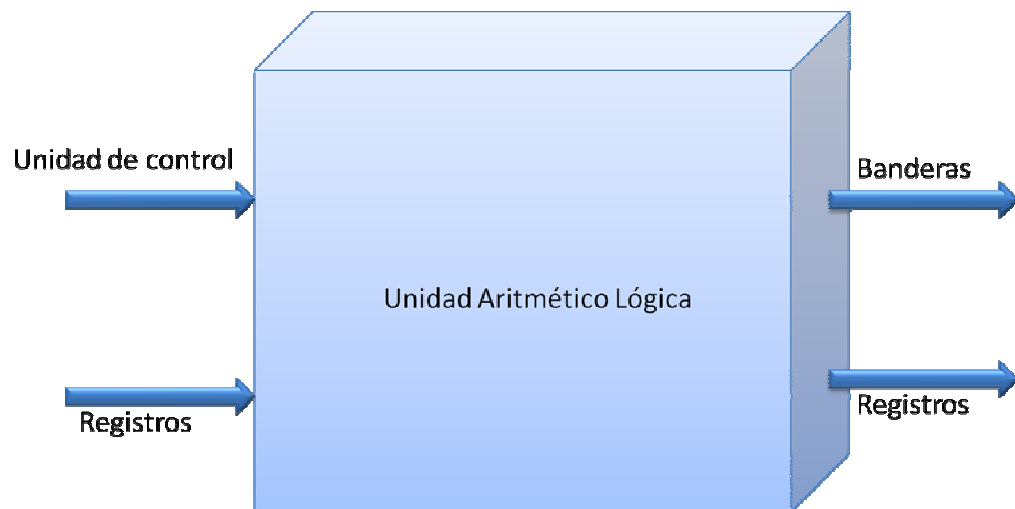 Unidad de control
Banderas
Unidad Aritmético Lógica
Registros
Registros